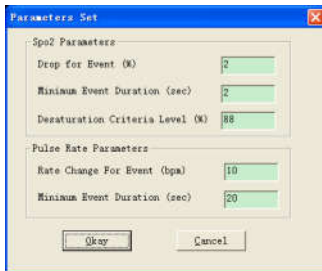 Parameters Set
Spo2 Parameters
Drop for Event (%) 2
Minimum Event Duration (sec) 2
Desaturation Criteria Level (%) 88
Pulse Rate Parameters
Rate Change For Event (bpm) 10
Minimum Event Duration (sec) 20
Okay Cancel